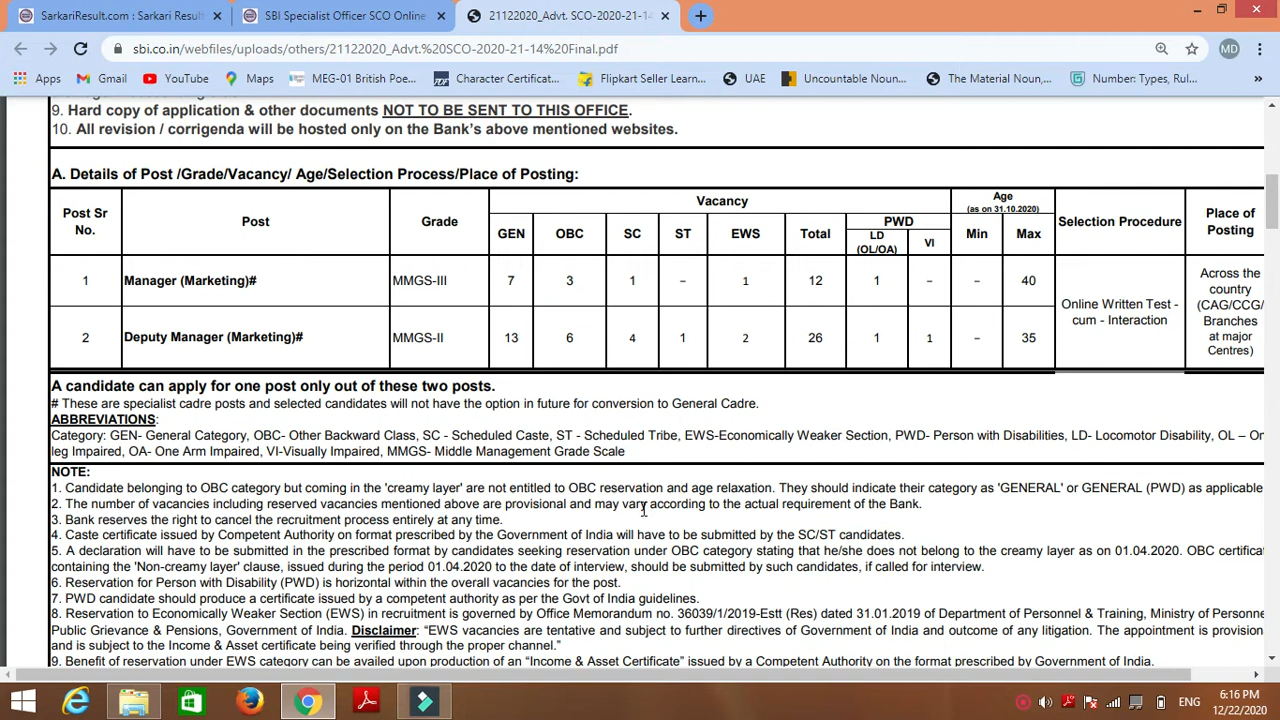 SarkariResult.com : Sarkari Result
SBI Specialist Officer SCO Online
21122020_Advt. SCO-2020-21-14
sbi.co.in/webfiles/uploads/others/21122020_Advt.%20SCO-2020-21-14%20Final.pdf
MD
Apps
Gmail
YouTube
Maps
MEG-01 British Poe...
Character Certificat...
Flipkart Seller Learn...
UAE
Uncountable Noun,...
The Material Noun,...
Number: Types, Rul...
»
9. Hard copy of application & other documents NOT TO BE SENT TO THIS OFFICE.
10. All revision / corrigenda will be hosted only on the Bank's above mentioned websites.
A. Details of Post /Grade/Vacancy/ Age/Selection Process/Place of Posting:
Post Sr No. Post Grade Vacancy Age (as on 31.10.2020) Selection Procedure Place of Posting
GEN OBC SC ST EWS Total PWD LD (OL/OA) VI Min Max
1 Manager (Marketing)# MMGS-III 7 3 1 - 1 12 1 - - 40
2 Deputy Manager (Marketing)# MMGS-II 13 6 4 1 2 26 1 1 - 35
Online Written Test -
cum - Interaction
Across the
country
(CAG/CCG/
Branches
at major
Centres)
A candidate can apply for one post only out of these two posts.
# These are specialist cadre posts and selected candidates will not have the option in future for conversion to General Cadre.
ABBREVIATIONS:
Category: GEN- General Category, OBC- Other Backward Class, SC - Scheduled Caste, ST - Scheduled Tribe, EWS-Economically Weaker Section, PWD- Person with Disabilities, LD- Locomotor Disability, OL – On
leg Impaired, OA- One Arm Impaired, VI-Visually Impaired, MMGS- Middle Management Grade Scale
NOTE:
1. Candidate belonging to OBC category but coming in the 'creamy layer' are not entitled to OBC reservation and age relaxation. They should indicate their category as 'GENERAL' or GENERAL (PWD) as applicable
2. The number of vacancies including reserved vacancies mentioned above are provisional and may vary according to the actual requirement of the Bank.
3. Bank reserves the right to cancel the recruitment process entirely at any time.
4. Caste certificate issued by Competent Authority on format prescribed by the Government of India will have to be submitted by the SC/ST candidates.
5. A declaration will have to be submitted in the prescribed format by candidates seeking reservation under OBC category stating that he/she does not belong to the creamy layer as on 01.04.2020. OBC certificat
containing the 'Non-creamy layer' clause, issued during the period 01.04.2020 to the date of interview, should be submitted by such candidates, if called for interview.
6. Reservation for Person with Disability (PWD) is horizontal within the overall vacancies for the post.
7. PWD candidate should produce a certificate issued by a competent authority as per the Govt of India guidelines.
8. Reservation to Economically Weaker Section (EWS) in recruitment is governed by Office Memorandum no. 36039/1/2019-Estt (Res) dated 31.01.2019 of Department of Personnel & Training, Ministry of Personne
Public Grievance & Pensions, Government of India. Disclaimer: “EWS vacancies are tentative and subject to further directives of Government of India and outcome of any litigation. The appointment is provision
and is subject to the Income & Asset certificate being verified through the proper channel.”
9. Benefit of reservation under EWS category can be availed upon production of an “Income & Asset Certificate” issued by a Competent Authority on the format prescribed by Government of India.
ENG
6:16 PM
12/22/2020